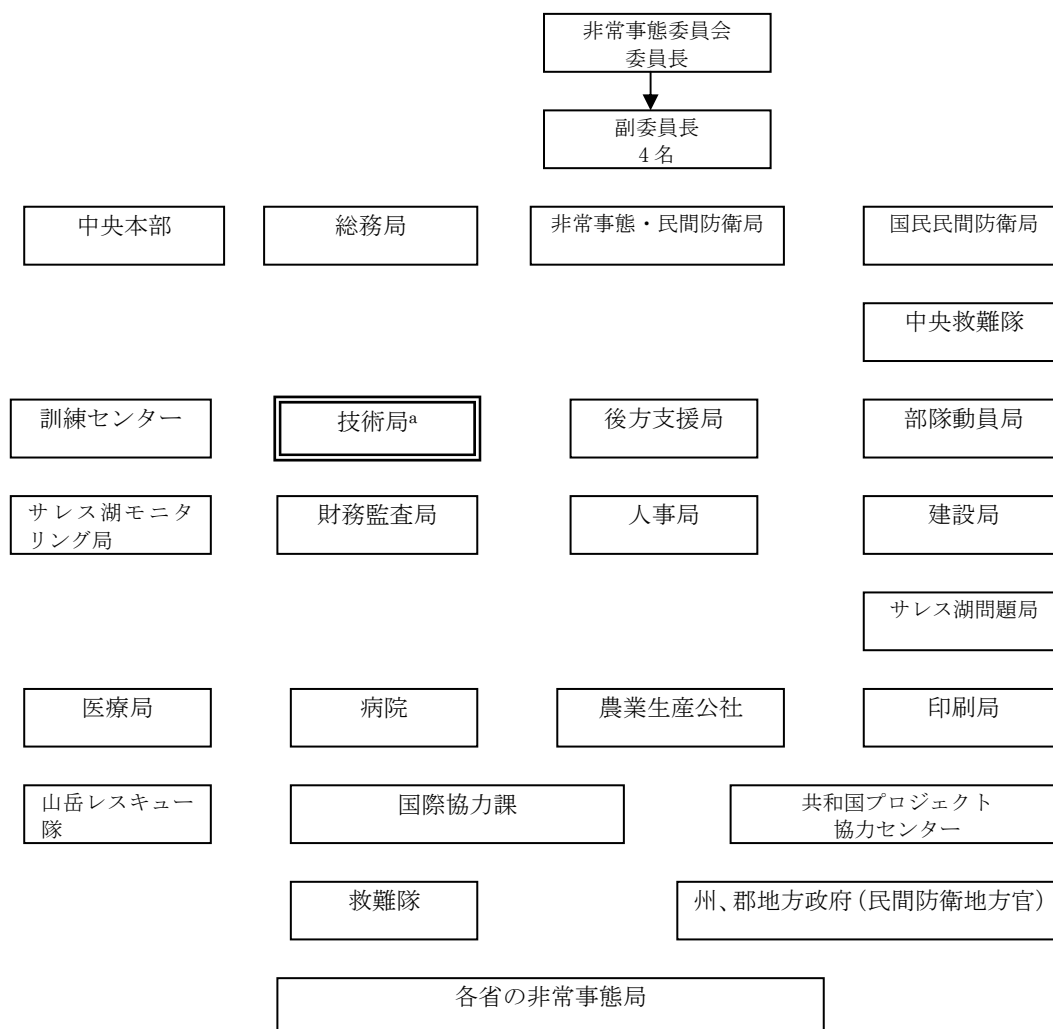 非常事態委員会
委員長
副委員長
4名
中央本部
総務局
非常事態・民間防衛局
国民民間防衛局
中央救難隊
訓練センター
技術局a
後方支援局
部隊動員局
サレス湖モニタ
リング局
財務監査局
人事局
建設局
サレス湖問題局
医療局
病院
農業生産公社
印刷局
山岳レスキュー
隊
国際協力課
共和国プロジェクト
協力センター
救難隊
州、郡地方政府(民間防衛地方官)
各省の非常事態局